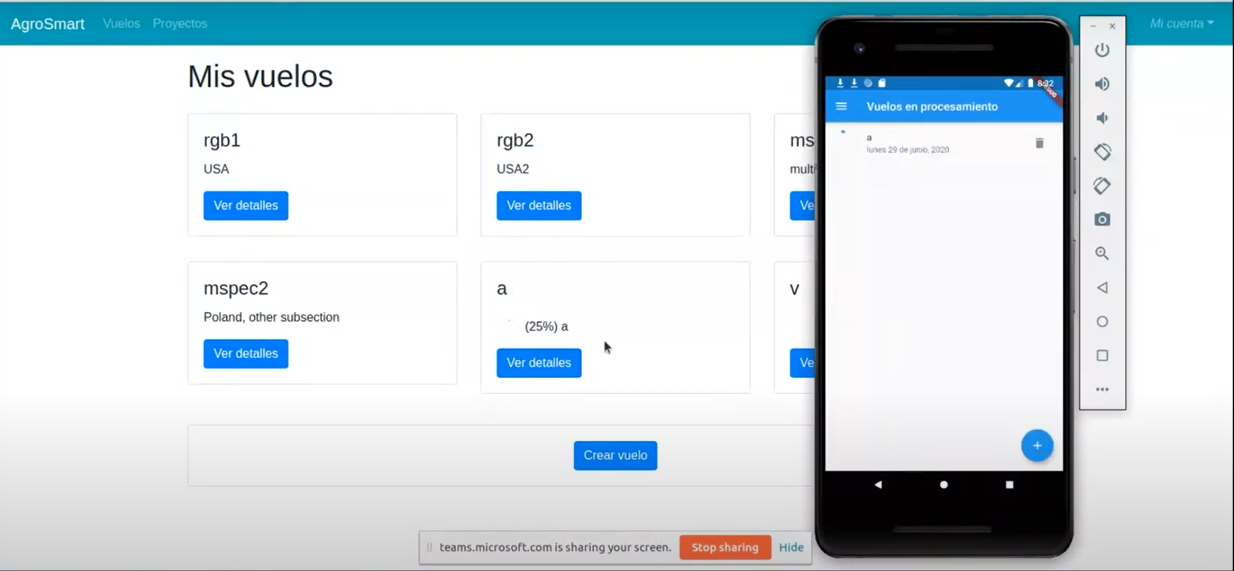 AgroSmart Vuelos Proyectos
Mi cuenta
Mis vuelos
rgb1
USA
Ver detalles
rgb2
USA2
Ver detalles
ms
mult
Ve
mspec2
Poland, other subsection
Ver detalles
a
(25%) a
Ver detalles
v
Ve
Crear vuelo
8:32
Vuelos en procesamiento
a
lunes 29 de junio, 2020
teams.microsoft.com is sharing your screen. Stop sharing Hide